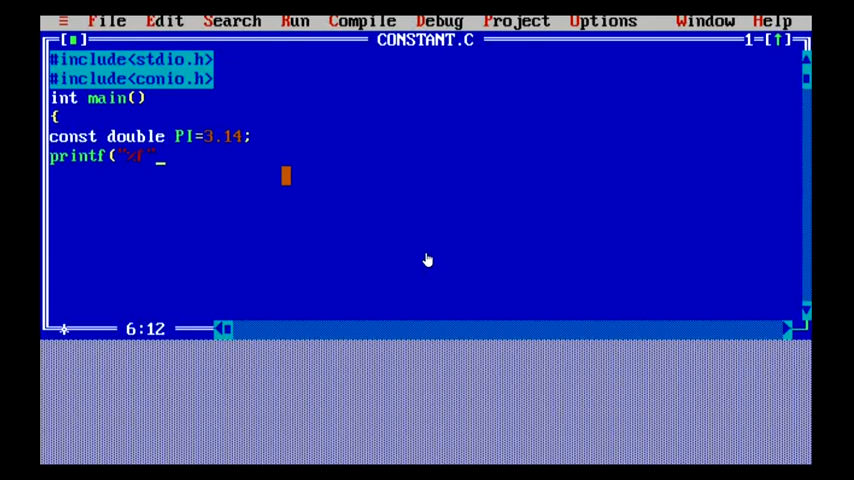 ≡ File Edit Search Run Compile Debug Project Options Window Help
[■] CONSTANT.C 1=[↑]
#include<stdio.h>
#include<conio.h>
int main()
{
const double PI=3.14;
printf("%f"_
* 6:12